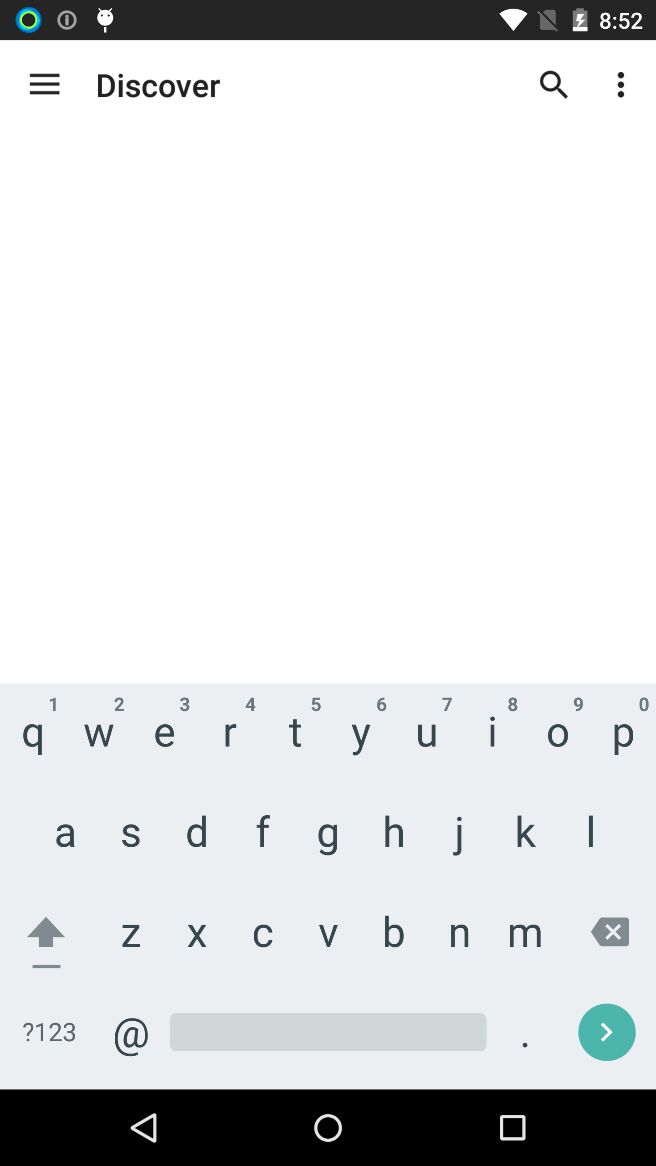 8:52
Discover
1 2 3 4 5 6 7 8 9 0
q w e r t y u i o p
a s d f g h j k l
z x c v b n m
?123 @ .